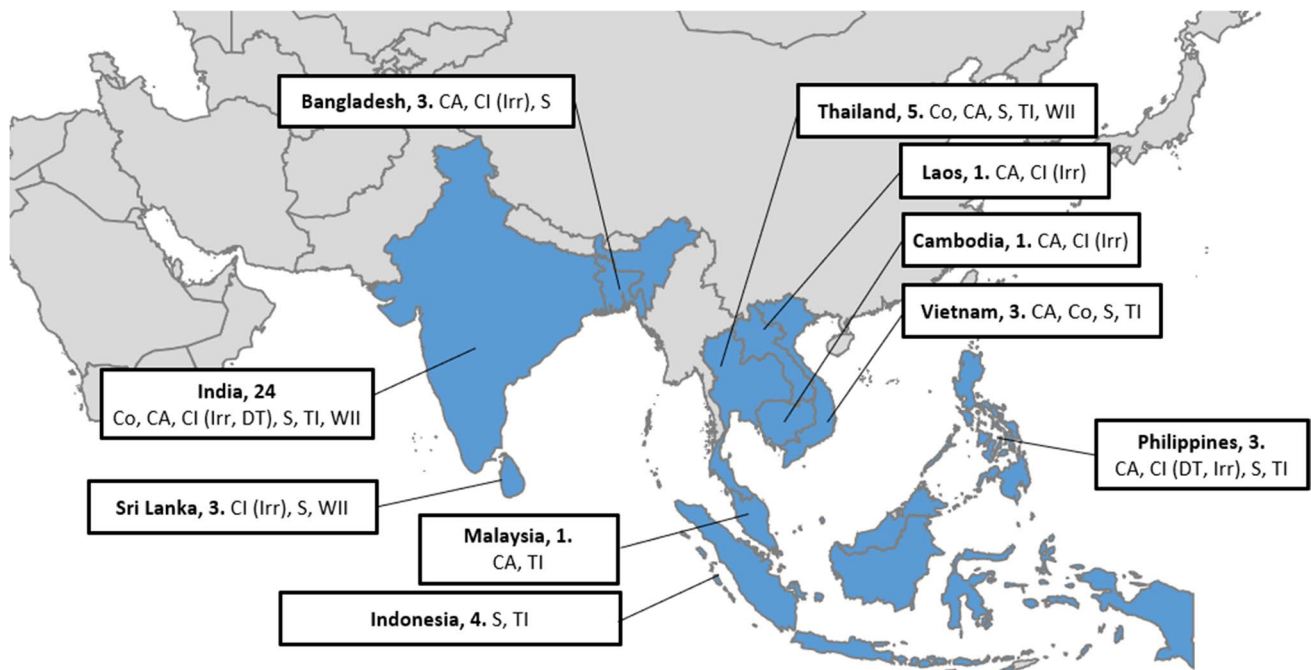 Bangladesh, 3. CA, CI (Irr), S
Thailand, 5. Co, CA, S, TI, WII
Laos, 1. CA, CI (Irr)
Cambodia, 1. CA, CI (Irr)
Vietnam, 3. CA, Co, S, TI
India, 24
Co, CA, CI (Irr, DT), S, TI, WII
Philippines, 3.
CA, CI (DT, Irr), S, TI
Sri Lanka, 3. CI (Irr), S, WII
Malaysia, 1.
CA, TI
Indonesia, 4. S, TI